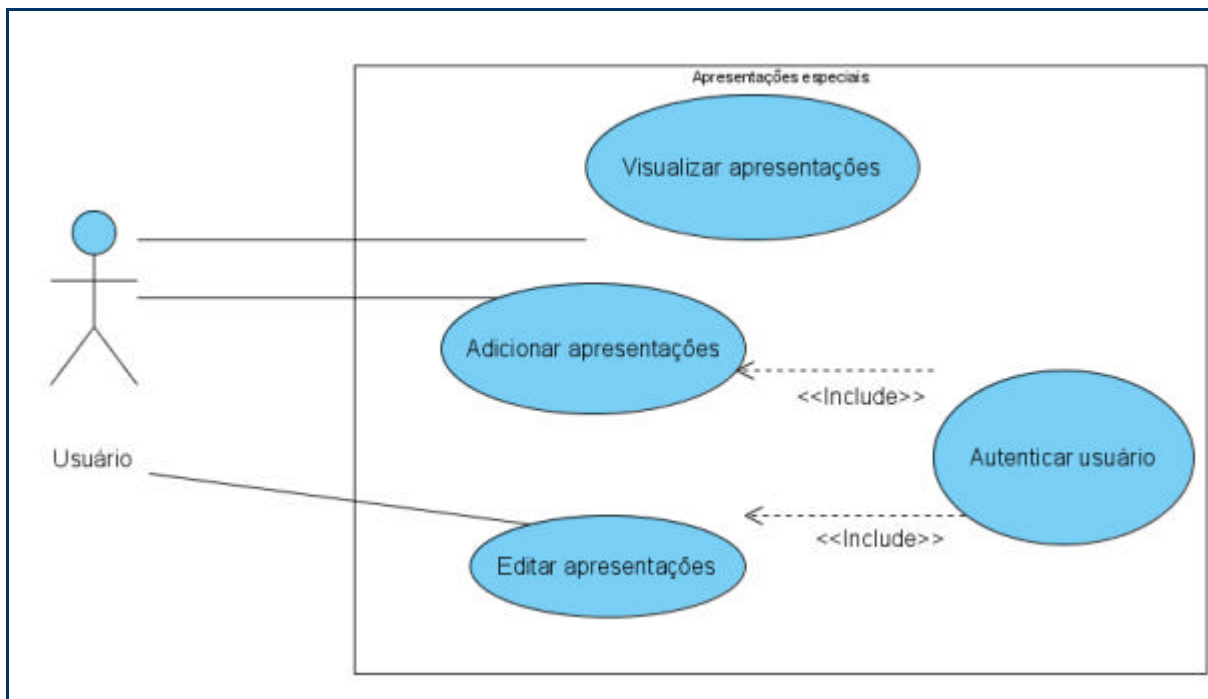 Apresentações especiais
Visualizar apresentações
Adicionar apresentações
<<Include>>
Autenticar usuário
Usuário
<<Include>>
Editar apresentações